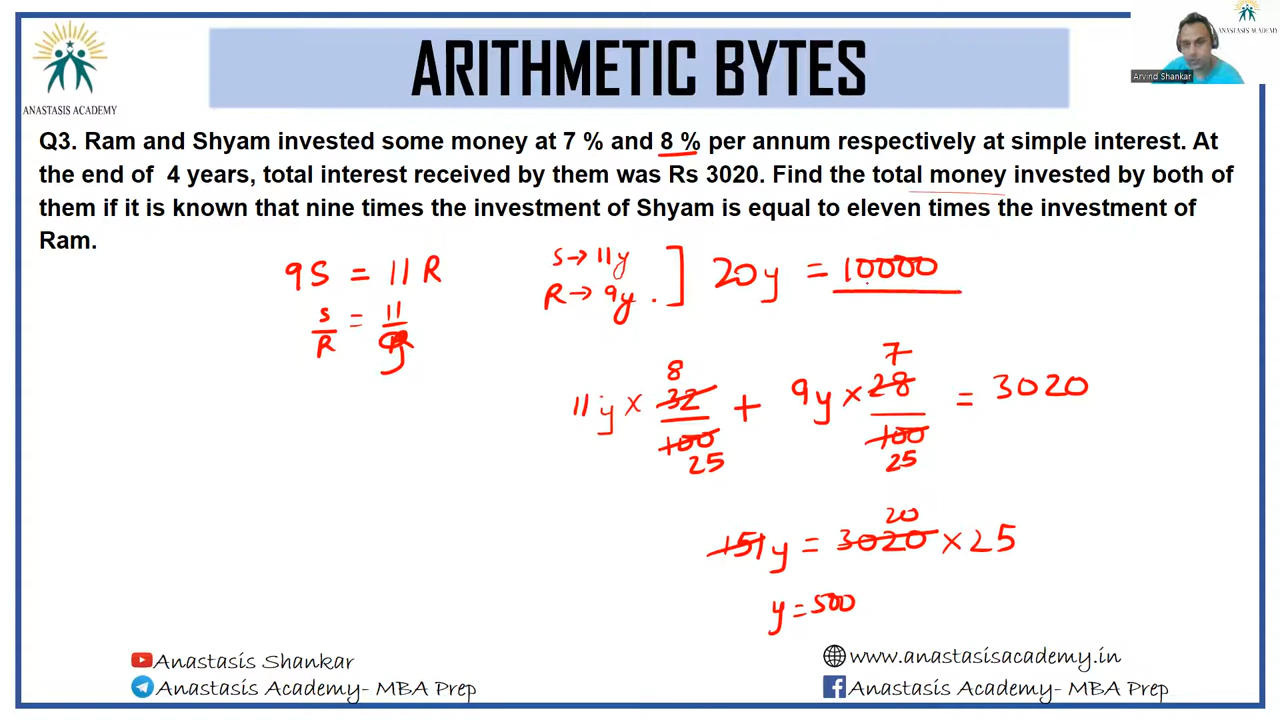 ARITHMETIC BYTES
ANASTASIS ACADEMY
ANASTASIS ACADEMY
Arvind Shankar
Q3. Ram and Shyam invested some money at 7 % and 8 % per annum respectively at simple interest. At
the end of 4 years, total interest received by them was Rs 3020. Find the total money invested by both of
them if it is known that nine times the investment of Shyam is equal to eleven times the investment of
Ram.
9S = 11R
S/R = 11/9
S → 11y
R → 9y .
] 20y = 10000
8 7
11y × 32/100 + 9y × 28/100 = 3020
25 25
20
151y = 3020 × 25
y = 500
Anastasis Shankar
Anastasis Academy- MBA Prep
www.anastasisacademy.in
Anastasis Academy- MBA Prep